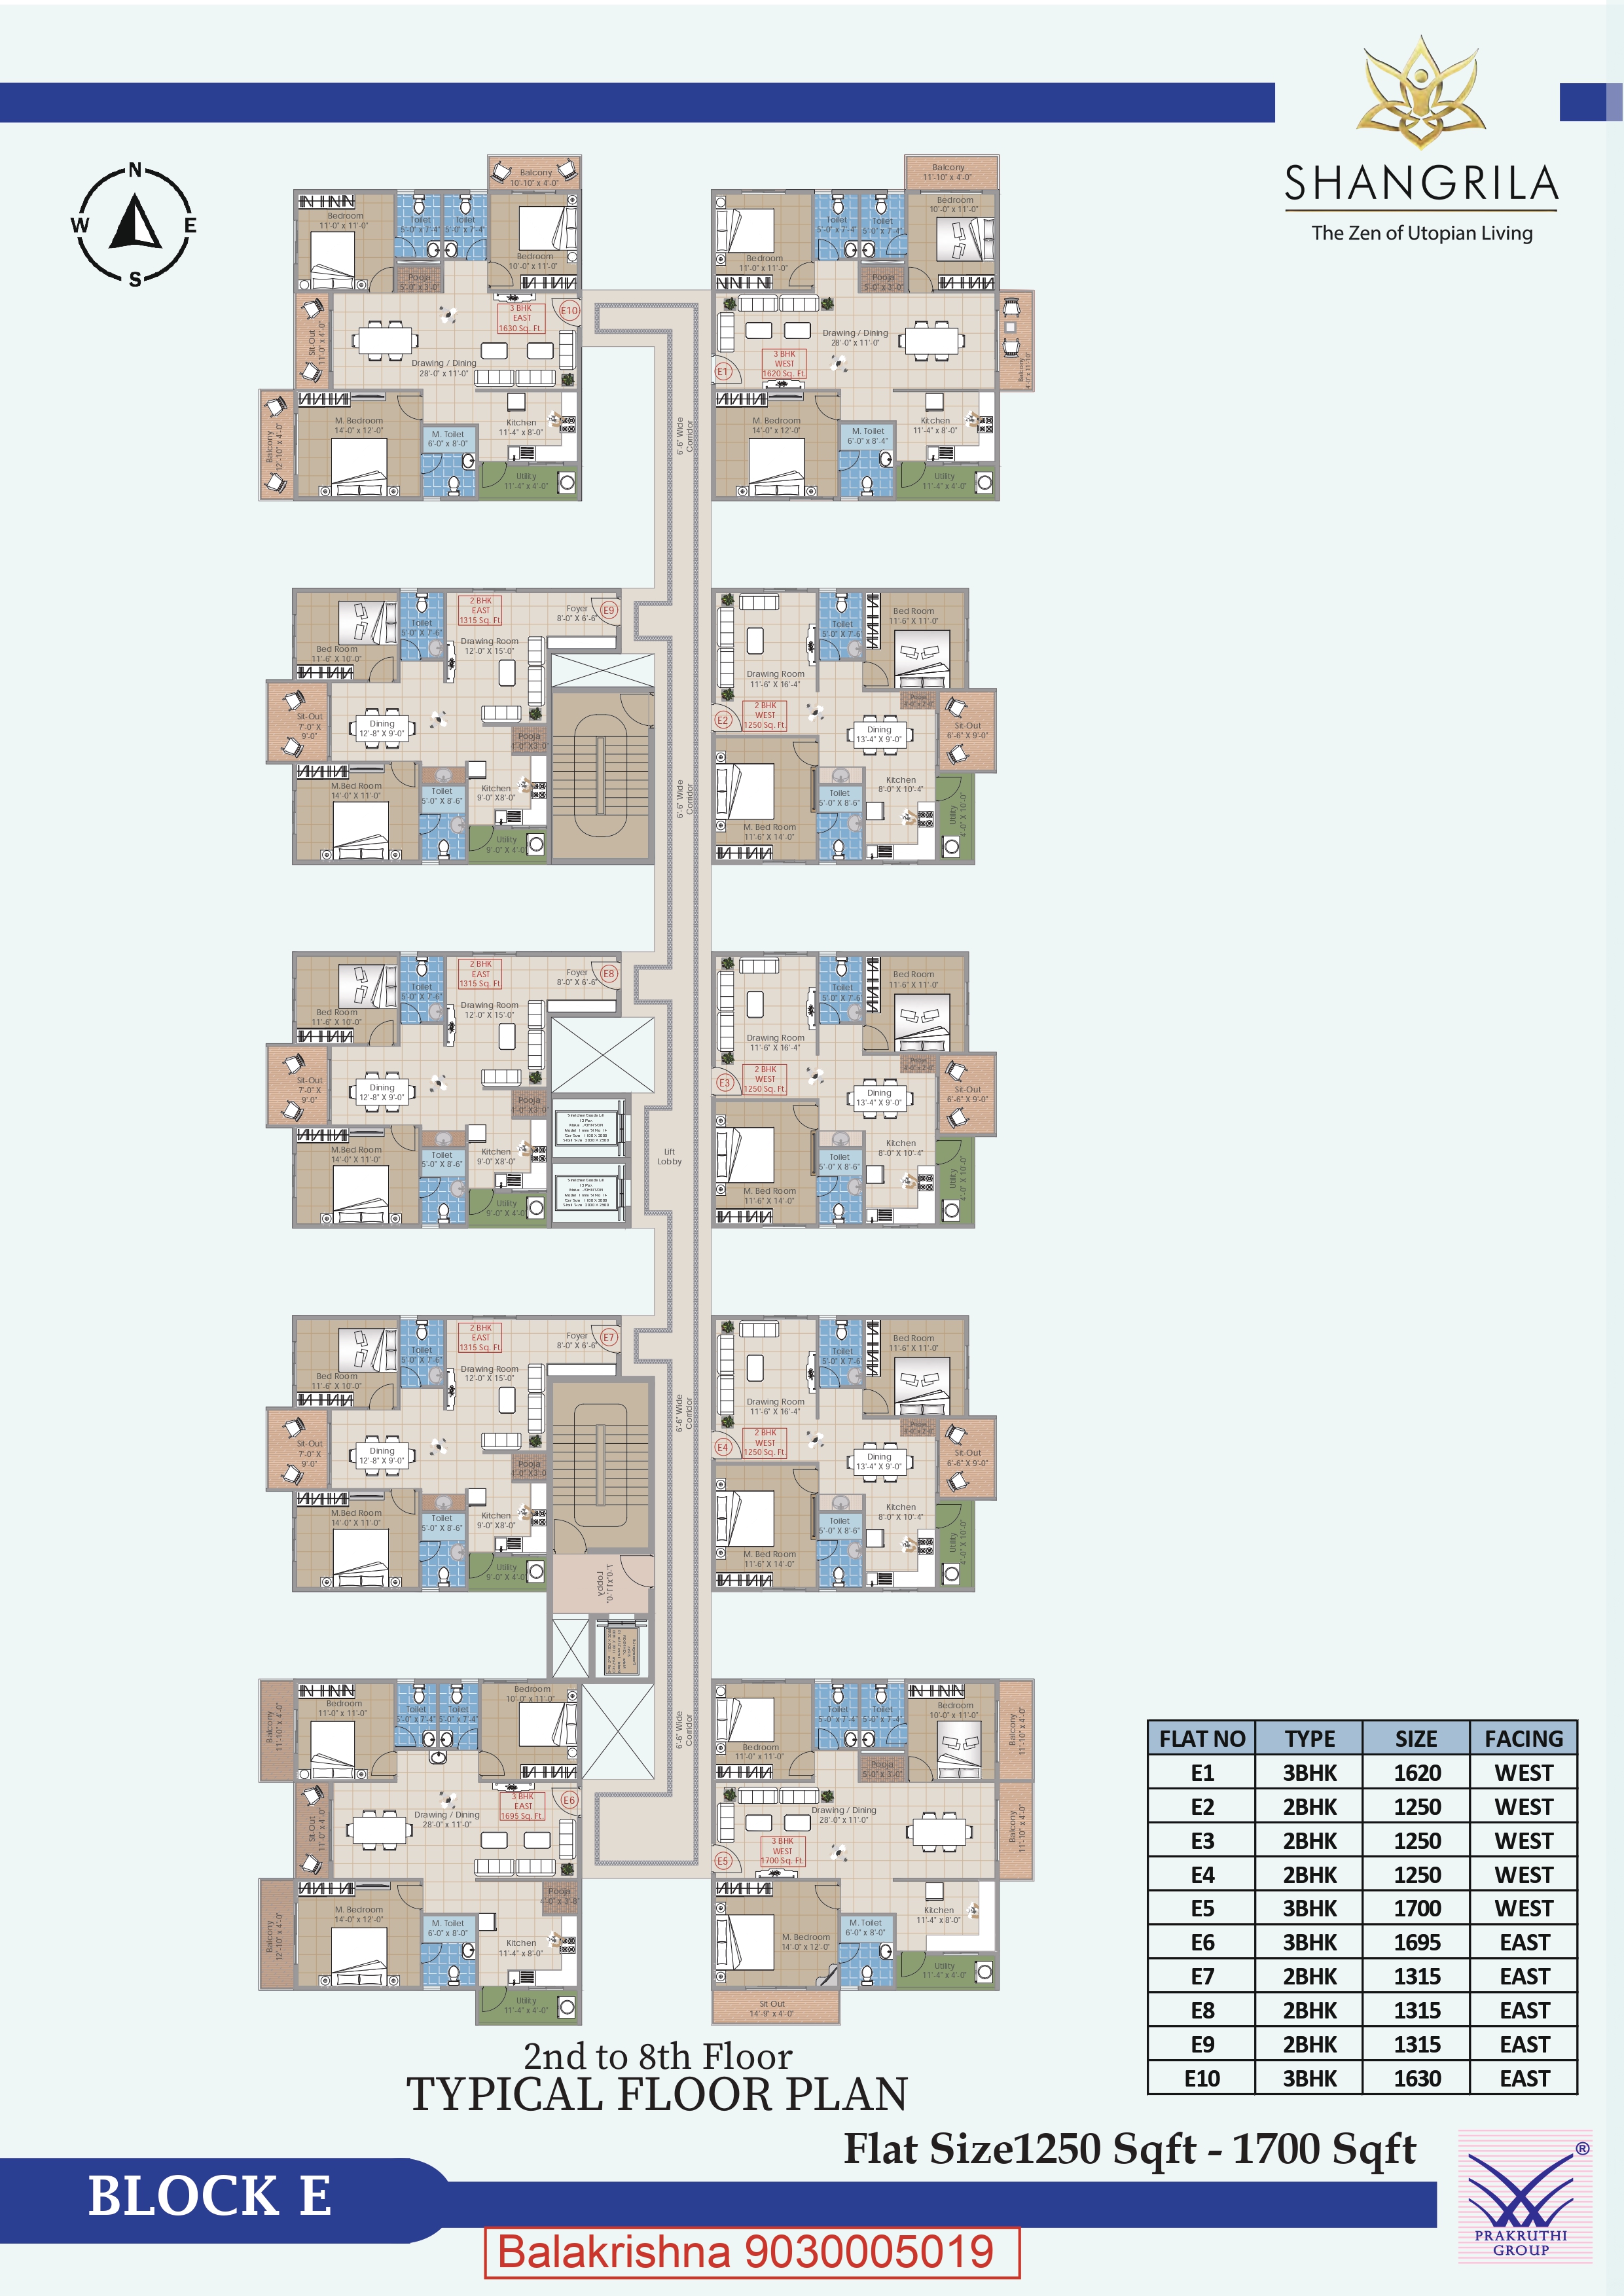 SHANGRILA
The Zen of Utopian Living
N
W
E
S
Balcony
10'-10" x 4'-0"
Bedroom
11'-0" x 11'-0"
Toilet
5'-0" x 7'-4"
Toilet
5'-0" x 7'-4"
Bedroom
10'-0" x 11'-0"
Pooja
5'-0" x 3'-0"
3 BHK
EAST
1630 Sq. Ft.
E10
Sit-Out
11'-0" x 4'-0"
Drawing / Dining
28'-0" x 11'-0"
Balcony
12'-10" x 4'-0"
M. Bedroom
14'-0" x 12'-0"
M. Toilet
6'-0" x 8'-0"
Kitchen
11'-4" x 8'-0"
Utility
11'-4" x 4'-0"
Balcony
11'-10" x 4'-0"
Bedroom
11'-0" x 11'-0"
Toilet
5'-0" x 7'-4"
Toilet
5'-0" x 7'-4"
Bedroom
10'-0" x 11'-0"
Pooja
5'-0" x 3'-0"
Drawing / Dining
28'-0" x 11'-0"
3 BHK
WEST
1620 Sq. Ft.
E1
Balcony
4'-0" x 11'-10"
M. Bedroom
14'-0" x 12'-0"
M. Toilet
6'-0" x 8'-4"
Kitchen
11'-4" x 8'-0"
Utility
11'-4" x 4'-0"
6'-6" Wide
Corridor
2 BHK
EAST
1315 Sq. Ft.
Foyer
8'-0" X 6'-6"
E9
Toilet
5'-0" X 7'-6"
Bed Room
11'-6" X 10'-0"
Drawing Room
12'-0" X 15'-0"
Sit-Out
7'-0" X
9'-0"
Dining
12'-8" X 9'-0"
Pooja
M.Bed Room
14'-0" X 11'-0"
Toilet
5'-0" X 8'-6"
Kitchen
9'-0" X8'-0"
Utility
9'-0" X 4'-0"
6'-6" Wide
Corridor
Toilet
5'-0" X 7'-6
Bed Room
11'-6" X 11'-0"
Drawing Room
11'-6" X 16'-4"
E2
2 BHK
WEST
1250 Sq. Ft.
Dining
13'-4" X 9'-0"
Sit-Out
6'-6" X 9'-0"
M. Bed Room
11'-6" X 14'-0"
Toilet
5'-0" X 8'-6"
Kitchen
8'-0" X 10'-4"
Utility
4'-0" X 10'-0"
2 BHK
EAST
1315 Sq. Ft.
Foyer
8'-0" X 6'-6"
E8
Toilet
5'-0" X 7'-6"
Bed Room
11'-6" X 10'-0"
Drawing Room
12'-0" X 15'-0"
Sit-Out
7'-0" X
9'-0"
Dining
12'-8" X 9'-0"
Pooja
M.Bed Room
14'-0" X 11'-0"
Toilet
5'-0" X 8'-6"
Kitchen
9'-0" X8'-0"
Utility
9'-0" X 4'-0"
Lift
Lobby
Toilet
5'-0" X 7'-6
Bed Room
11'-6" X 11'-0"
Drawing Room
11'-6" X 16'-4"
E3
2 BHK
WEST
1250 Sq. Ft.
Dining
13'-4" X 9'-0"
Sit-Out
6'-6" X 9'-0"
M. Bed Room
11'-6" X 14'-0"
Toilet
5'-0" X 8'-6"
Kitchen
8'-0" X 10'-4"
Utility
4'-0" X 10'-0"
2 BHK
EAST
1315 Sq. Ft.
Foyer
8'-0" X 6'-6"
E7
Toilet
5'-0" X 7'-6"
Bed Room
11'-6" X 10'-0"
Drawing Room
12'-0" X 15'-0"
Sit-Out
7'-0" X
9'-0"
Dining
12'-8" X 9'-0"
Pooja
M.Bed Room
14'-0" X 11'-0"
Toilet
5'-0" X 8'-6"
Kitchen
9'-0" X8'-0"
Utility
9'-0" X 4'-0"
Lobby
6'-6" Wide
Corridor
Toilet
5'-0" X 7'-6
Bed Room
11'-6" X 11'-0"
Drawing Room
11'-6" X 16'-4"
E4
2 BHK
WEST
1250 Sq. Ft.
Dining
13'-4" X 9'-0"
Sit-Out
6'-6" X 9'-0"
M. Bed Room
11'-6" X 14'-0"
Toilet
5'-0" X 8'-6"
Kitchen
8'-0" X 10'-4"
Utility
4'-0" X 10'-0"
Balcony
11'-10" x 4'-0"
Bedroom
11'-0" x 11'-0"
Toilet
5'-0" x 7'-4"
Toilet
5'-0" x 7'-4"
Bedroom
10'-0" x 11'-0"
3 BHK
EAST
1695 Sq. Ft.
E6
Sit-Out
11'-0" x 4'-0"
Drawing / Dining
28'-0" x 11'-0"
Pooja
Balcony
12'-10" x 4'-0"
M. Bedroom
14'-0" x 12'-0"
M. Toilet
6'-0" x 8'-0"
Kitchen
11'-4" x 8'-0"
Utility
11'-4" x 4'-0"
6'-6" Wide
Corridor
Bedroom
11'-0" x 11'-0"
Toilet
5'-0" x 7'-4"
Toilet
5'-0" x 7'-4"
Bedroom
10'-0" x 11'-0"
Balcony
11'-10" x 4'-0"
Pooja
5'-0" x 3'-0"
Drawing / Dining
28'-0" x 11'-0"
3 BHK
WEST
1700 Sq. Ft.
E5
Balcony
11'-10" x 4'-0"
M. Bedroom
14'-0" x 12'-0"
M. Toilet
6'-0" x 8'-0"
Kitchen
11'-4" x 8'-0"
Utility
11'-4" x 4'-0"
Sit Out
14'-9" x 4'-0"
FLAT NO TYPE SIZE FACING
E1 3BHK 1620 WEST
E2 2BHK 1250 WEST
E3 2BHK 1250 WEST
E4 2BHK 1250 WEST
E5 3BHK 1700 WEST
E6 3BHK 1695 EAST
E7 2BHK 1315 EAST
E8 2BHK 1315 EAST
E9 2BHK 1315 EAST
E10 3BHK 1630 EAST
2nd to 8th Floor
TYPICAL FLOOR PLAN
Flat Size1250 Sqft - 1700 Sqft
BLOCK E
Balakrishna 9030005019
®
PRAKRUTHI
GROUP